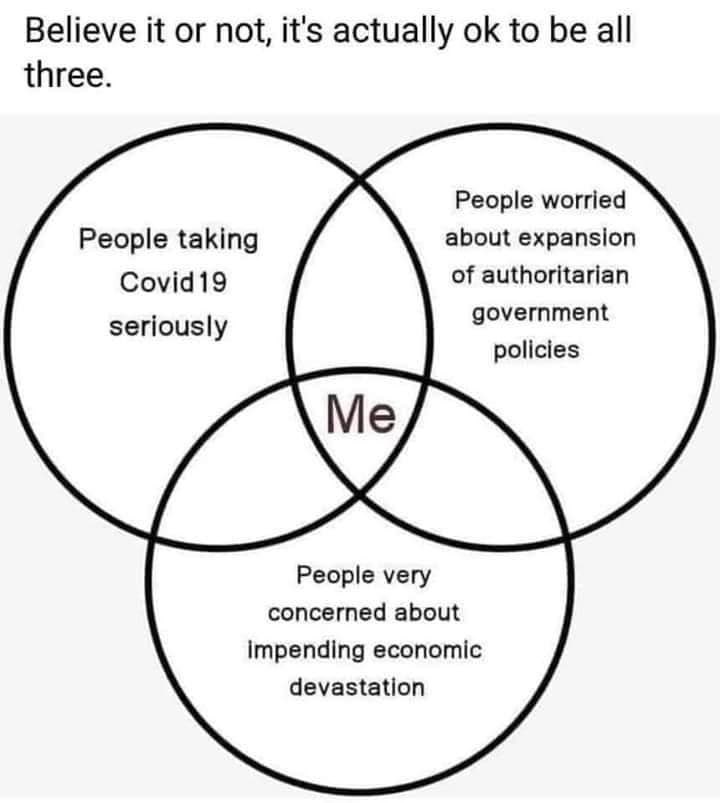 Believe it or not, it's actually ok to be all
three.
People taking
Covid19
seriously
People worried
about expansion
of authoritarian
government
policies
Me
People very
concerned about
impending economic
devastation